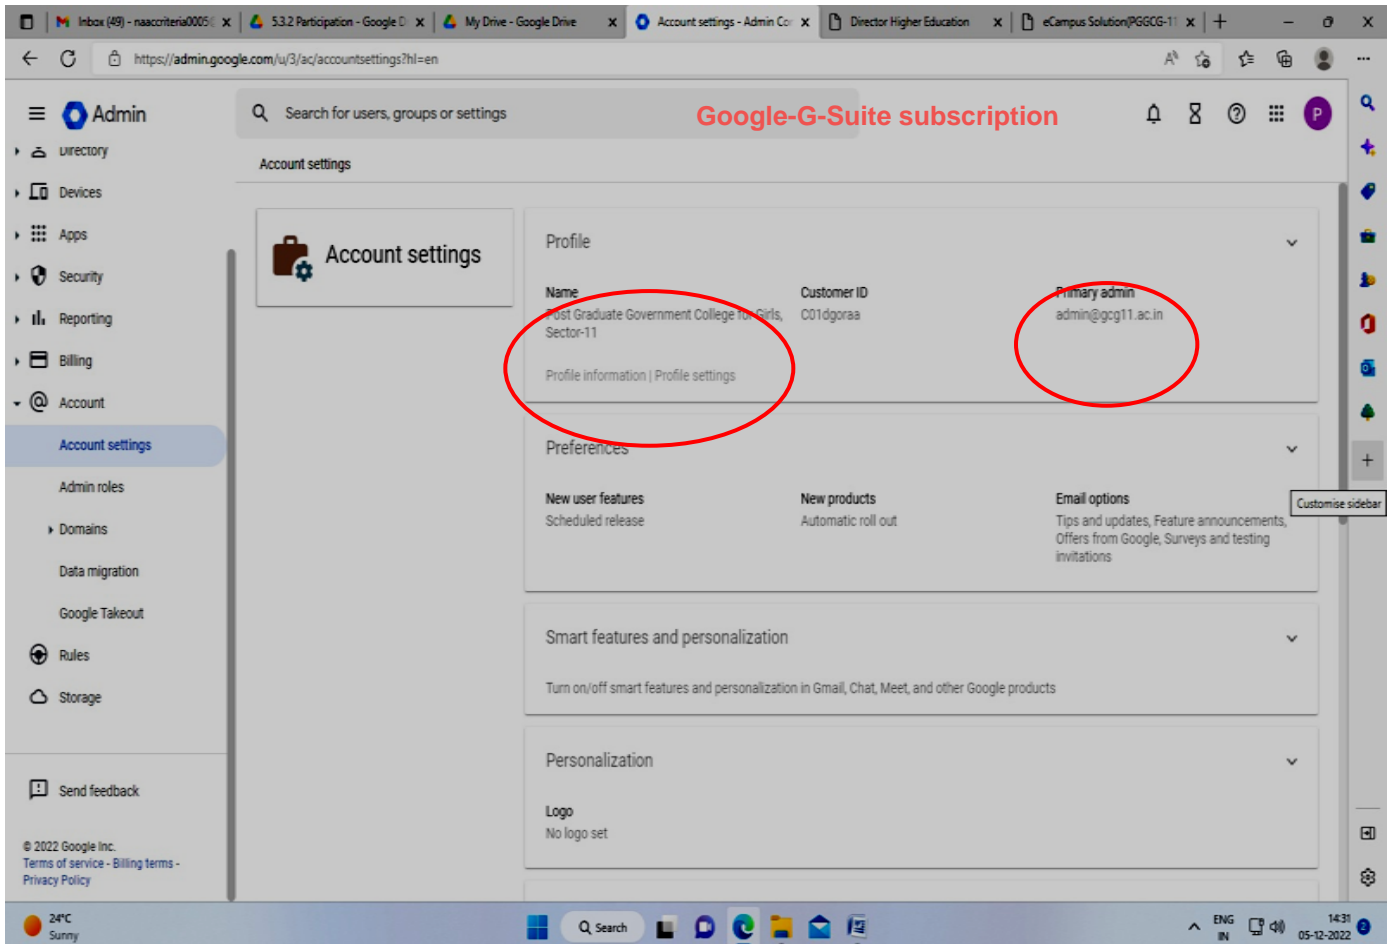 Inbox (49) - naaccriteria0005
5.3.2 Participation - Google D
My Drive - Google Drive
Account settings - Admin Con
Director Higher Education
eCampus Solution(PGGCG-11
https://admin.google.com/u/3/ac/accountsettings?hl=en
Admin
Search for users, groups or settings
Google-G-Suite subscription
P
Directory
Devices
Apps
Security
Reporting
Billing
Account
Account settings
Admin roles
Domains
Data migration
Google Takeout
Rules
Storage
Send feedback
© 2022 Google Inc.
Terms of service - Billing terms -
Privacy Policy
Account settings
Account settings
Profile
Name
Post Graduate Government College for Girls,
Sector-11
Profile information | Profile settings
Customer ID
C01dgoraa
Primary admin
admin@gcg11.ac.in
Preferences
New user features
Scheduled release
New products
Automatic roll out
Email options
Tips and updates, Feature announcements,
Offers from Google, Surveys and testing
invitations
Customise sidebar
Smart features and personalization
Turn on/off smart features and personalization in Gmail, Chat, Meet, and other Google products
Personalization
Logo
No logo set
24°C
Sunny
Search
ENG
IN
14:31
05-12-2022
2